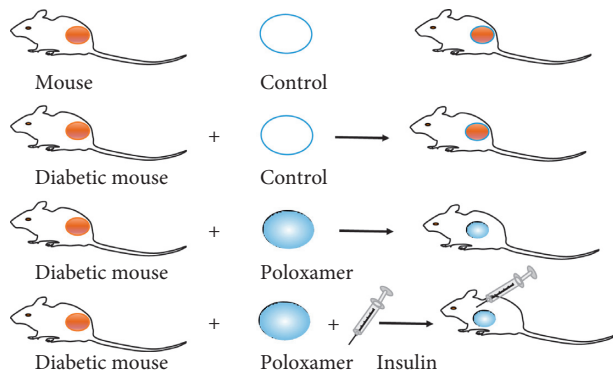 Mouse Control
+
Diabetic mouse Control
+
Diabetic mouse Poloxamer
+ +
Diabetic mouse Poloxamer Insulin